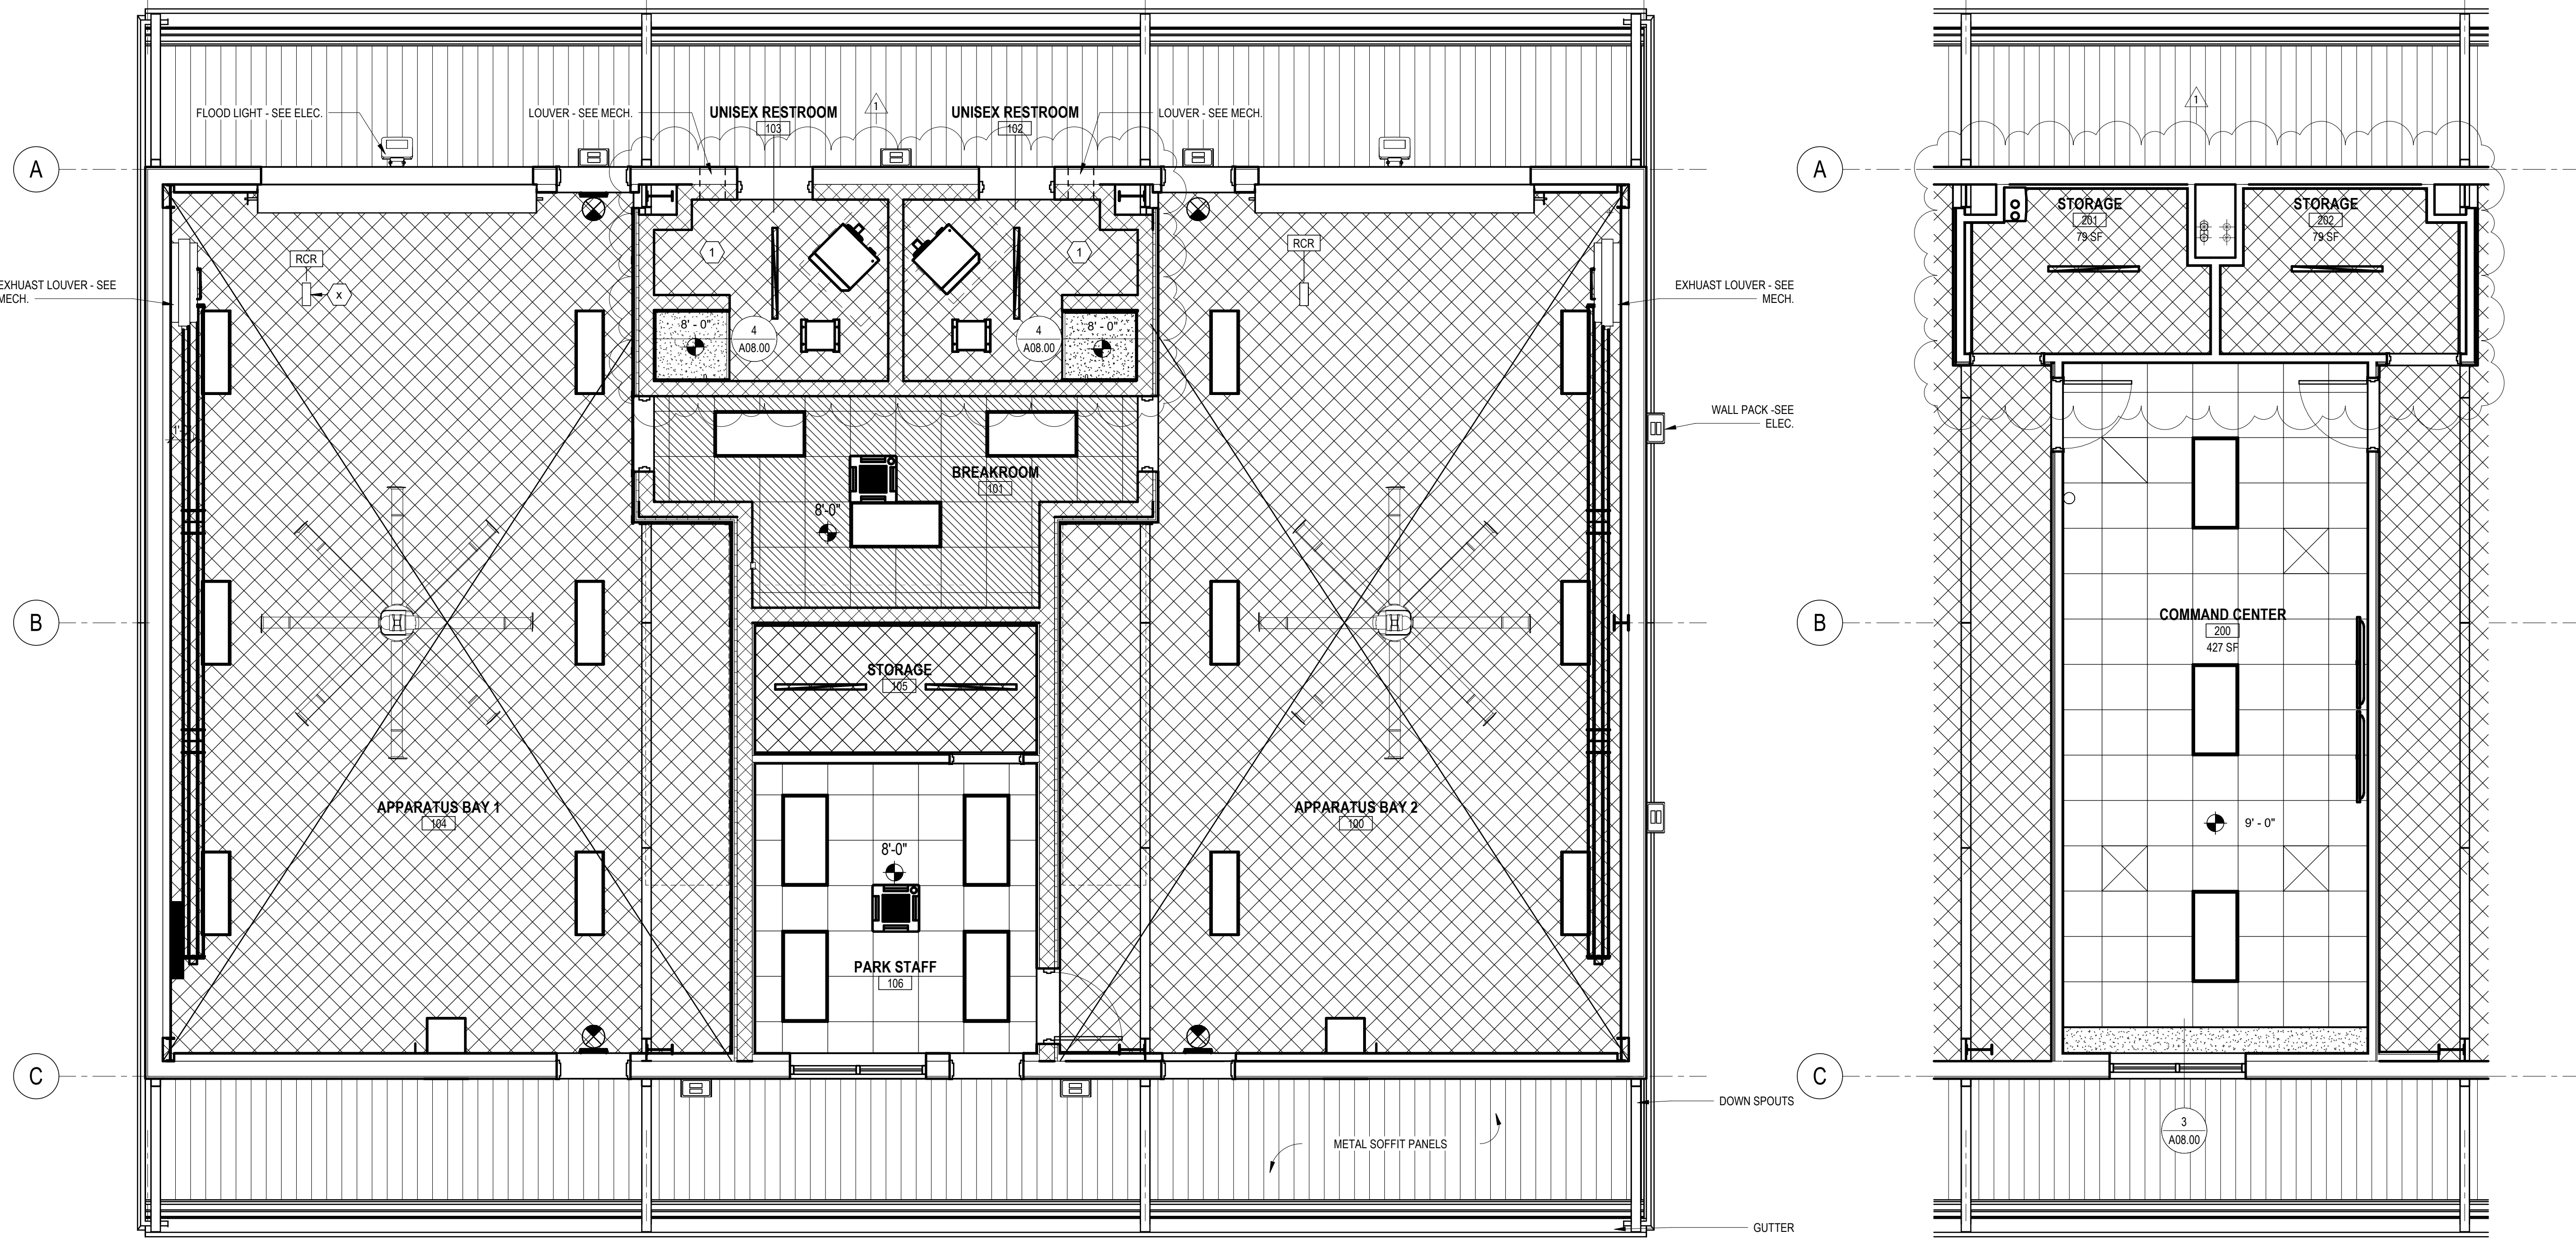 FLOOD LIGHT - SEE ELEC.
LOUVER - SEE MECH.
UNISEX RESTROOM
103
1
UNISEX RESTROOM
102
LOUVER - SEE MECH.
A
EXHUAST LOUVER - SEE
MECH.
RCR
x
1
1
8' - 0"
4
A08.00
4
A08.00
8' - 0"
RCR
EXHUAST LOUVER - SEE
MECH.
WALL PACK -SEE
ELEC.
BREAKROOM
101
8'-0"
B
STORAGE
105
APPARATUS BAY 1
104
APPARATUS BAY 2
100
8'-0"
PARK STAFF
106
C
DOWN SPOUTS
METAL SOFFIT PANELS
GUTTER
1
A
STORAGE
201
79 SF
STORAGE
202
79 SF
B
COMMAND CENTER
200
427 SF
9' - 0"
C
3
A08.00